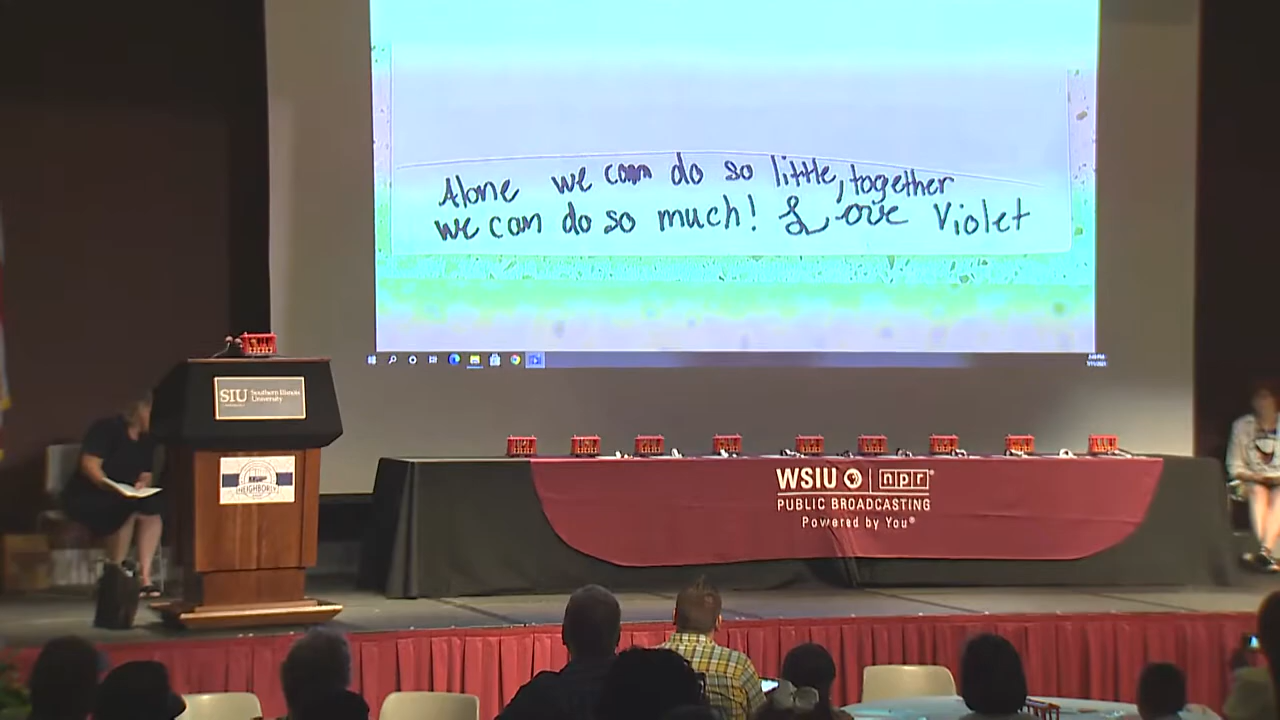 Alone we can do so little, together
we can do so much! Love Violet
SIU Southern Illinois
University
NEIGHBORLY
WSIU npr
PUBLIC BROADCASTING
Powered by You®